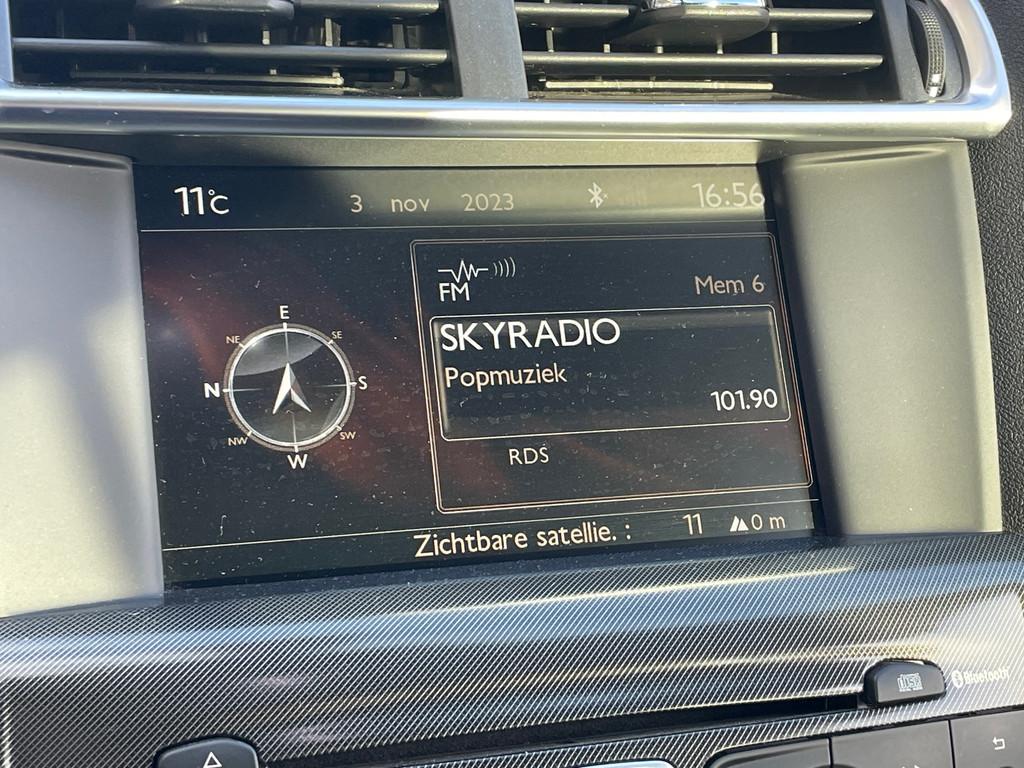 11°C 3 nov 2023 16:56
FM Mem 6
SKYRADIO
Popmuziek
101.90
RDS
E
NE SE
N S
NW SW
W
Zichtbare satellie. : 11 0 m
Bluetooth